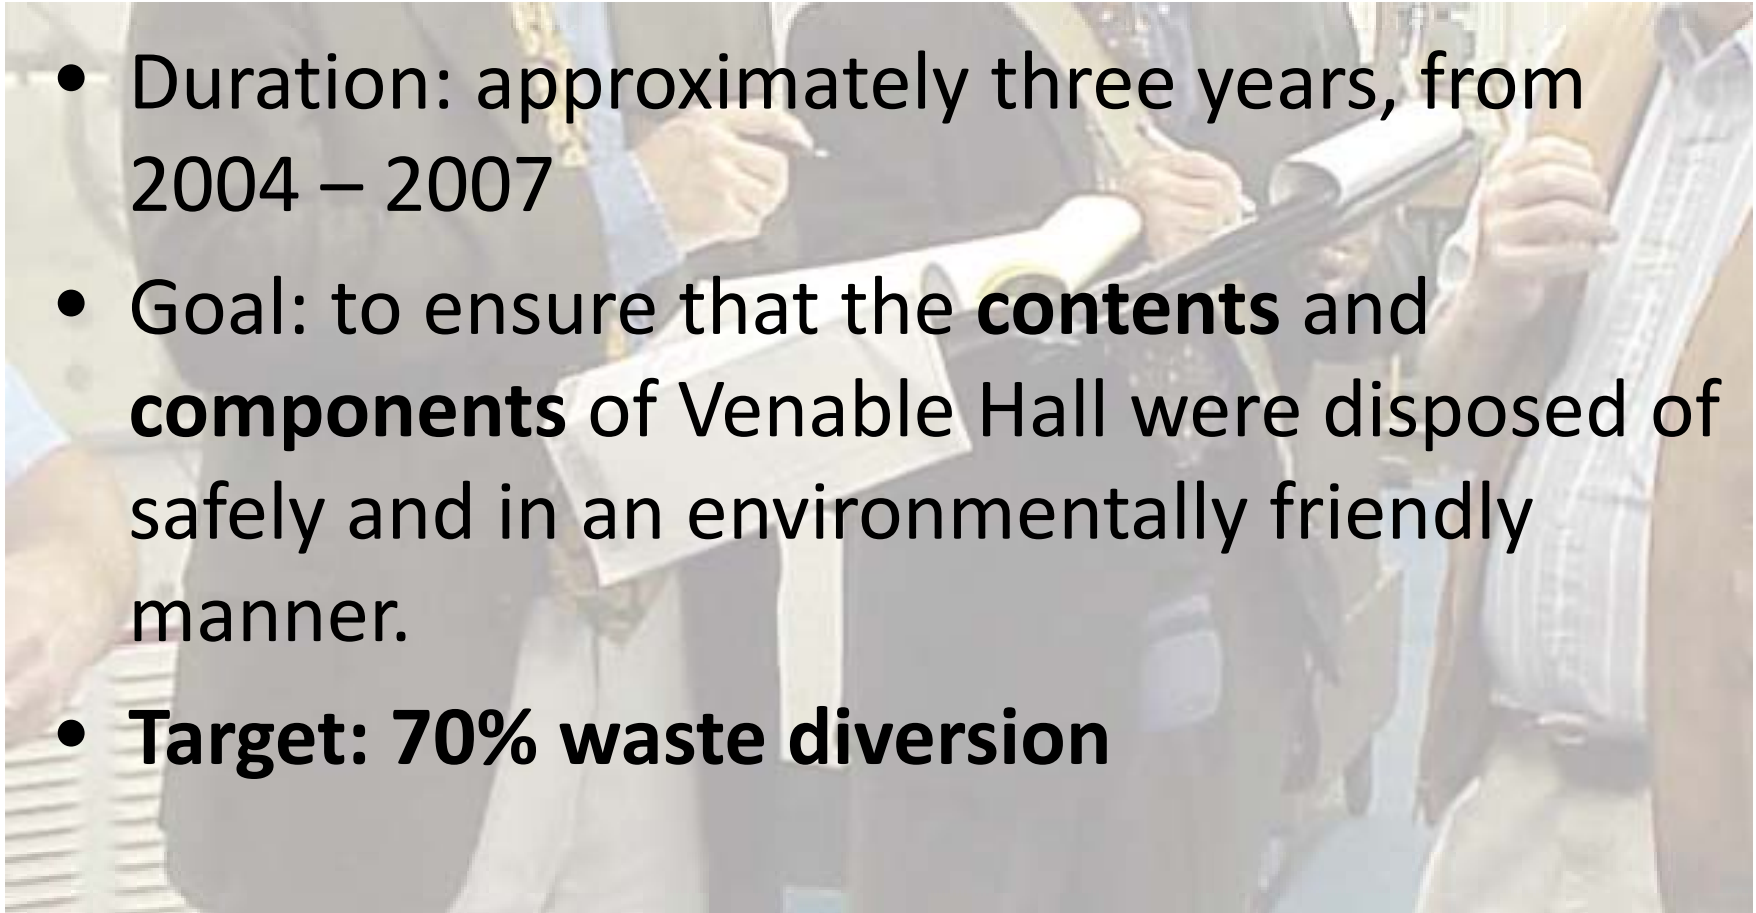 • Duration: approximately three years, from
2004 – 2007
• Goal: to ensure that the contents and
components of Venable Hall were disposed of
safely and in an environmentally friendly
manner.
• Target: 70% waste diversion